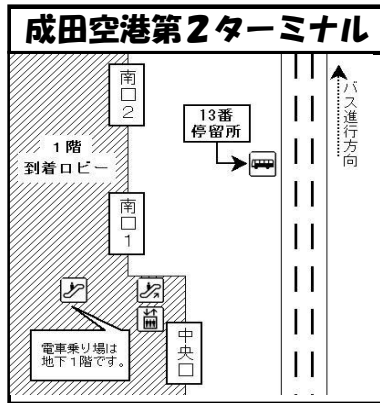 成田空港第2ターミナル
南口2
1階
到着ロビー
13番
停留所
バス進行方向
南口1
中央口
電車乗り場は
地下1階です。